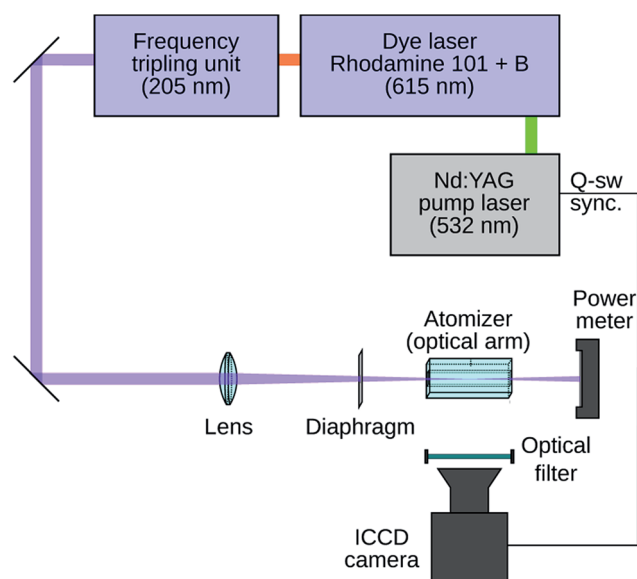 Frequency
tripling unit
(205 nm)
Dye laser
Rhodamine 101 + B
(615 nm)
Nd:YAG
pump laser
(532 nm)
Q-sw
sync.
Power
meter
Atomizer
(optical arm)
Lens
Diaphragm
Optical
filter
ICCD
camera